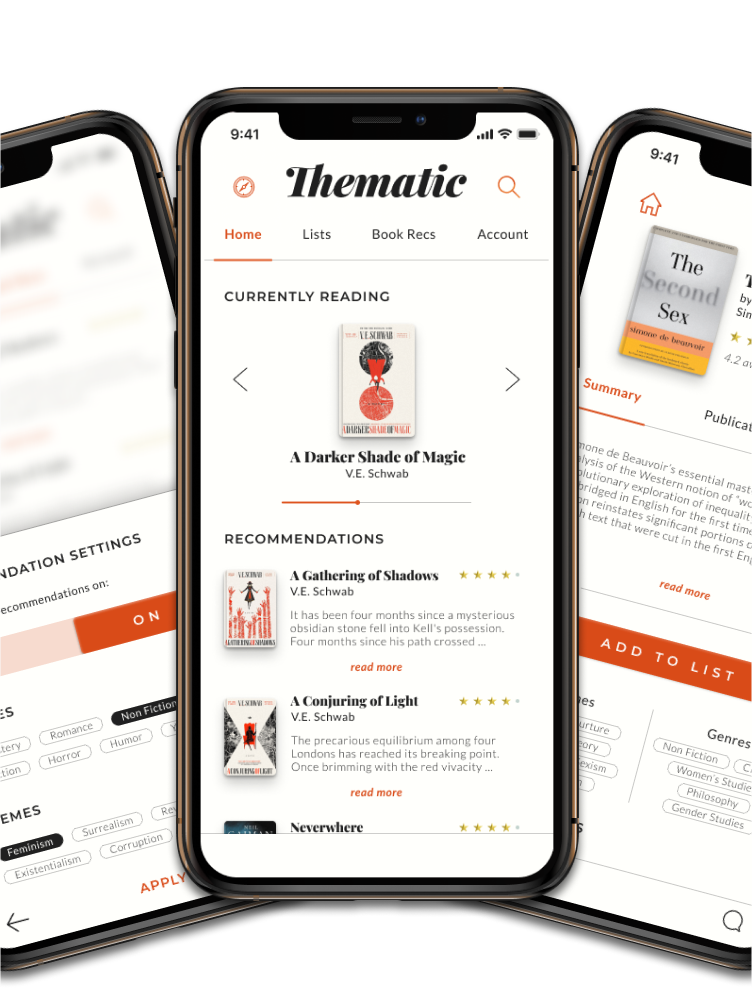 9:41
Thematic
Home
Lists
Book Recs
Account
CURRENTLY READING
V.E. SCHWAB
A DARKER SHADE OF MAGIC
A Darker Shade of Magic
V.E. Schwab
RECOMMENDATIONS
V.E. SCHWAB
A GATHERING OF SHADOWS
A Gathering of Shadows
V.E. Schwab
It has been four months since a mysterious
obsidian stone fell into Kell's possession.
Four months since his path crossed ...
read more
V.E. SCHWAB
A CONJURING OF LIGHT
A Conjuring of Light
V.E. Schwab
The precarious equilibrium among four
Londons has reached its breaking point.
Once brimming with the red vivacity ...
read more
Neverwhere
NDATION SETTINGS
ecommendations on:
ON
ES
tery
Romance
Non Fiction
tion
Horror
Humor
EMES
Feminism
Surrealism
Re
Existentialism
Corruption
APPLY
9:41
The
Second
Sex
simone de beauvoir
by
Sim
4.2 av
Summary
Publicat
mone de Beauvoir's essential mast
alysis of the Western notion of "wo
olutionary exploration of inequality
bridged in English for the first time
on reinstates significant portions o
h text that were cut in the first Eng
read more
ADD TO LIST
nes
urture
eory
exism
n
Genres
Non Fiction
C
Women's Studie
Philosophy
Gender Studies
S